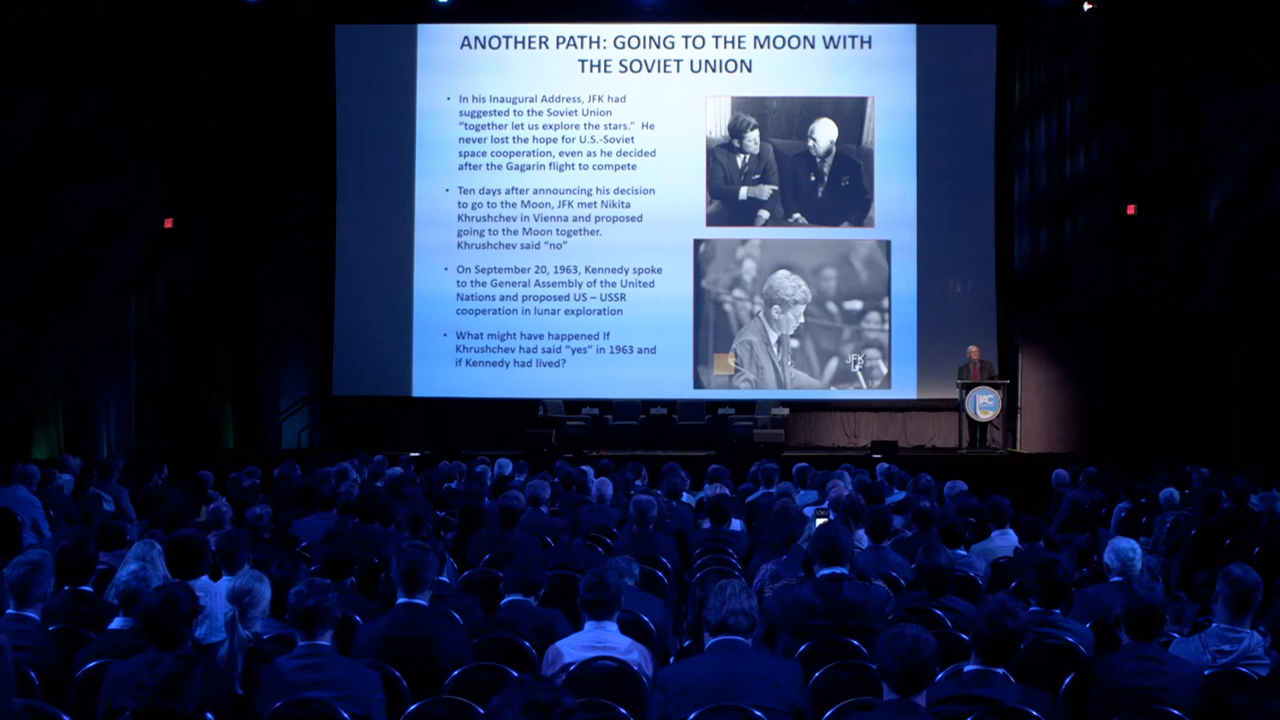 ANOTHER PATH: GOING TO THE MOON WITH
THE SOVIET UNION
• In his Inaugural Address, JFK had
suggested to the Soviet Union
“together let us explore the stars.” He
never lost the hope for U.S.-Soviet
space cooperation, even as he decided
after the Gagarin flight to compete
• Ten days after announcing his decision
to go to the Moon, JFK met Nikita
Khrushchev in Vienna and proposed
going to the Moon together.
Khrushchev said “no”
• On September 20, 1963, Kennedy spoke
to the General Assembly of the United
Nations and proposed US – USSR
cooperation in lunar exploration
• What might have happened If
Khrushchev had said “yes” in 1963 and
if Kennedy had lived?
JFK
LF
IAC